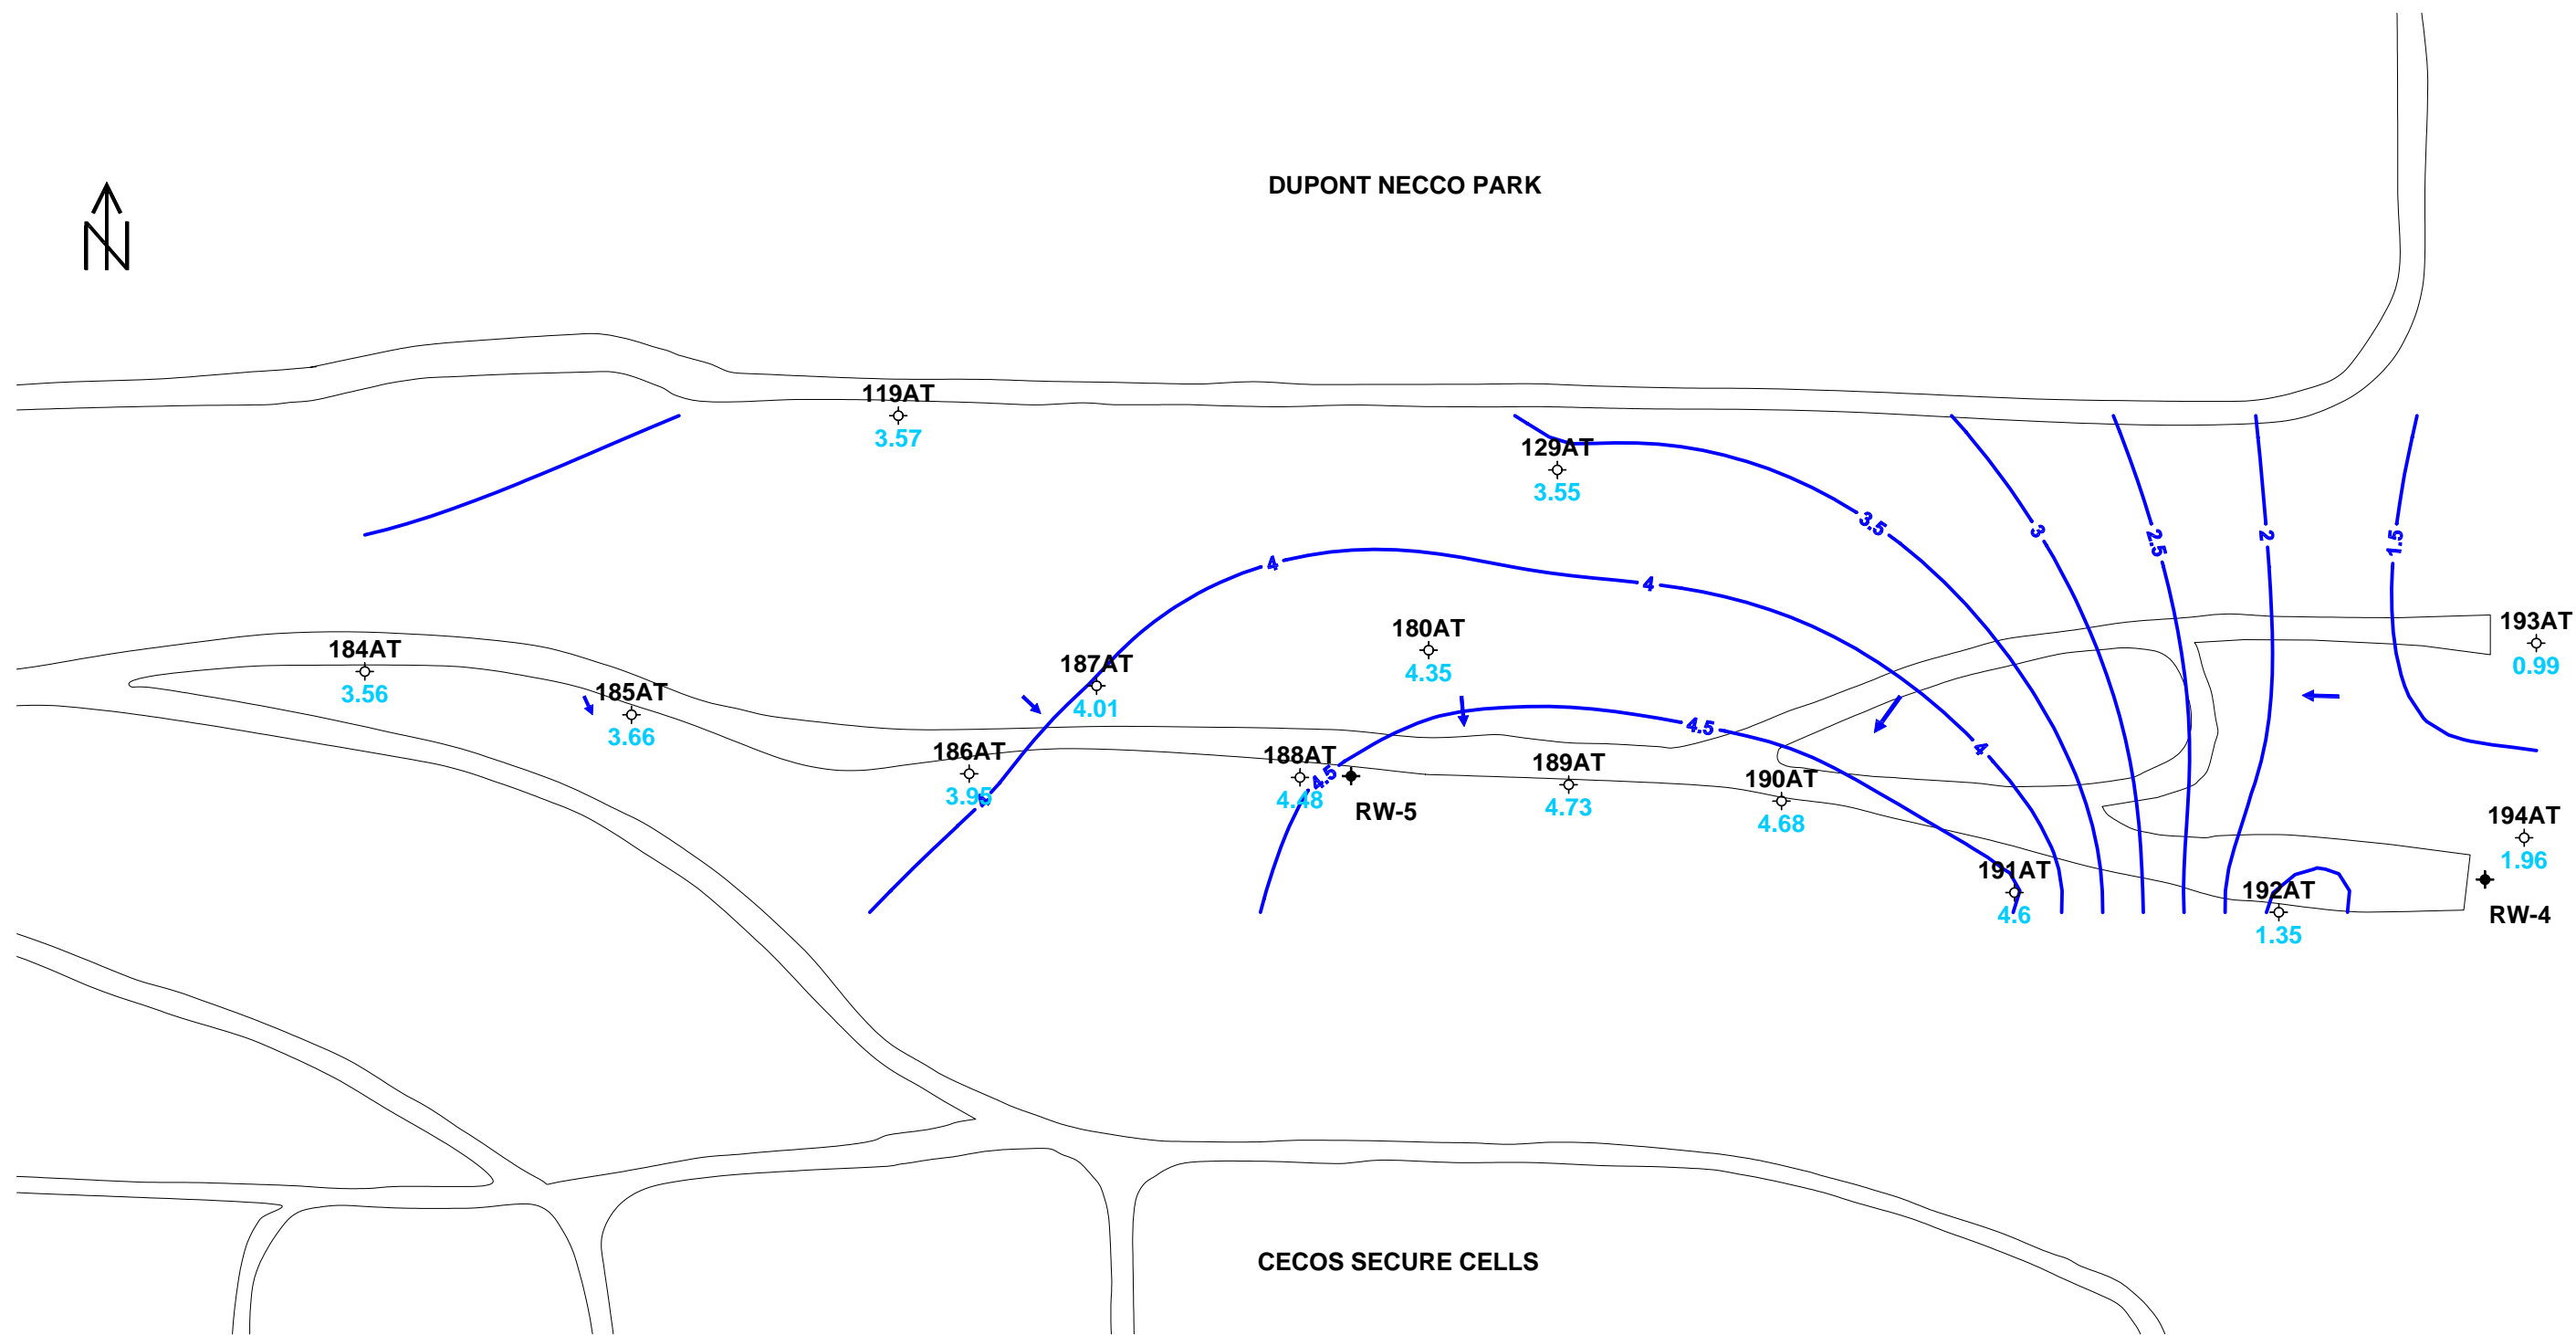 DUPONT NECCO PARK
N
119AT
3.57
129AT
3.55
3.5
3
2.5
2
1.5
4
4
180AT
4.35
193AT
0.99
184AT
3.56
187AT
4.01
185AT
3.66
4.5
4
186AT
3.95
4
188AT
4.48
4.5
RW-5
189AT
4.73
190AT
4.68
194AT
1.96
191AT
4.6
192AT
1.35
RW-4
CECOS SECURE CELLS